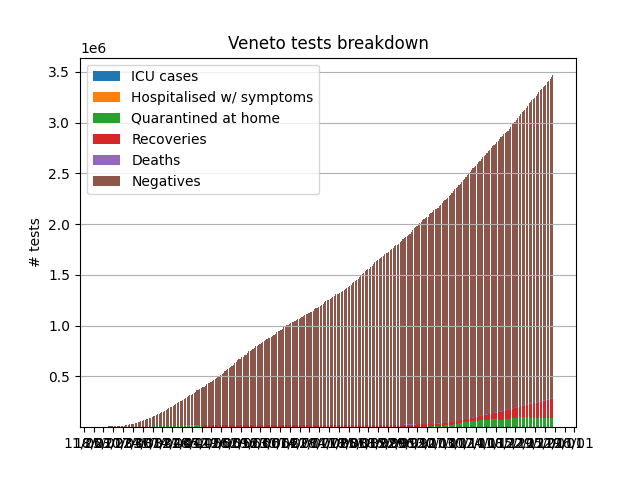 Veneto tests breakdown
1e6
3.5
3.0
2.5
2.0
1.5
1.0
0.5
# tests
ICU cases
Hospitalised w/ symptoms
Quarantined at home
Recoveries
Deaths
Negatives